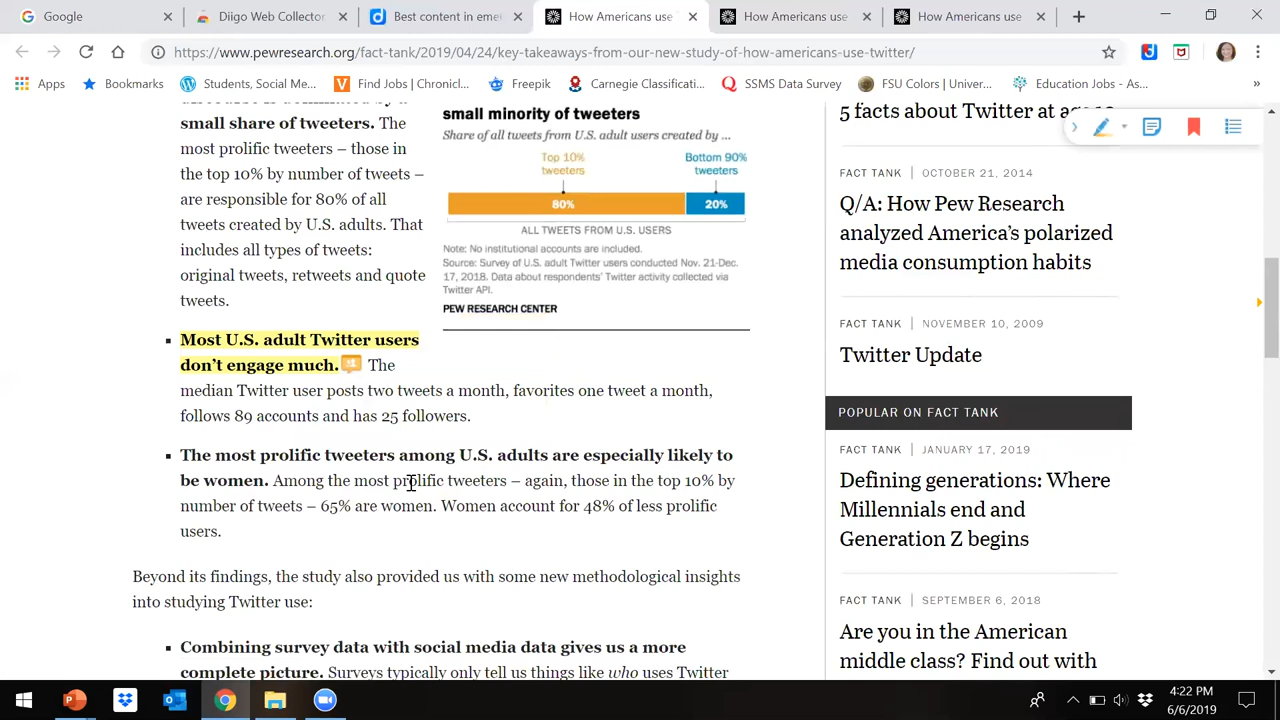 Google
Diigo Web Collector
Best content in eme
How Americans use
How Americans use
How Americans use
https://www.pewresearch.org/fact-tank/2019/04/24/key-takeaways-from-our-new-study-of-how-americans-use-twitter/
Apps
Bookmarks
Students, Social Me...
Find Jobs | Chronicl...
Freepik
Carnegie Classificati...
SSMS Data Survey
FSU Colors | Univer...
Education Jobs - As...
small share of tweeters. The
most prolific tweeters – those in
the top 10% by number of tweets –
are responsible for 80% of all
tweets created by U.S. adults. That
includes all types of tweets:
original tweets, retweets and quote
tweets.
small minority of tweeters
Share of all tweets from U.S. adult users created by ...
Top 10%
tweeters
Bottom 90%
tweeters
80%
20%
ALL TWEETS FROM U.S. USERS
Note: No institutional accounts are included.
Source: Survey of U.S. adult Twitter users conducted Nov. 21-Dec.
17, 2018. Data about respondents' Twitter activity collected via
Twitter API.
PEW RESEARCH CENTER
Most U.S. adult Twitter users
don't engage much. The
median Twitter user posts two tweets a month, favorites one tweet a month,
follows 89 accounts and has 25 followers.
The most prolific tweeters among U.S. adults are especially likely to
be women. Among the most prolific tweeters – again, those in the top 10% by
number of tweets – 65% are women. Women account for 48% of less prolific
users.
Beyond its findings, the study also provided us with some new methodological insights
into studying Twitter use:
Combining survey data with social media data gives us a more
complete picture. Surveys typically only tell us things like who uses Twitter
5 facts about Twitter at
FACT TANK | OCTOBER 21, 2014
Q/A: How Pew Research
analyzed America's polarized
media consumption habits
FACT TANK | NOVEMBER 10, 2009
Twitter Update
POPULAR ON FACT TANK
FACT TANK | JANUARY 17, 2019
Defining generations: Where
Millennials end and
Generation Z begins
FACT TANK | SEPTEMBER 6, 2018
Are you in the American
middle class? Find out with
4:22 PM
6/6/2019